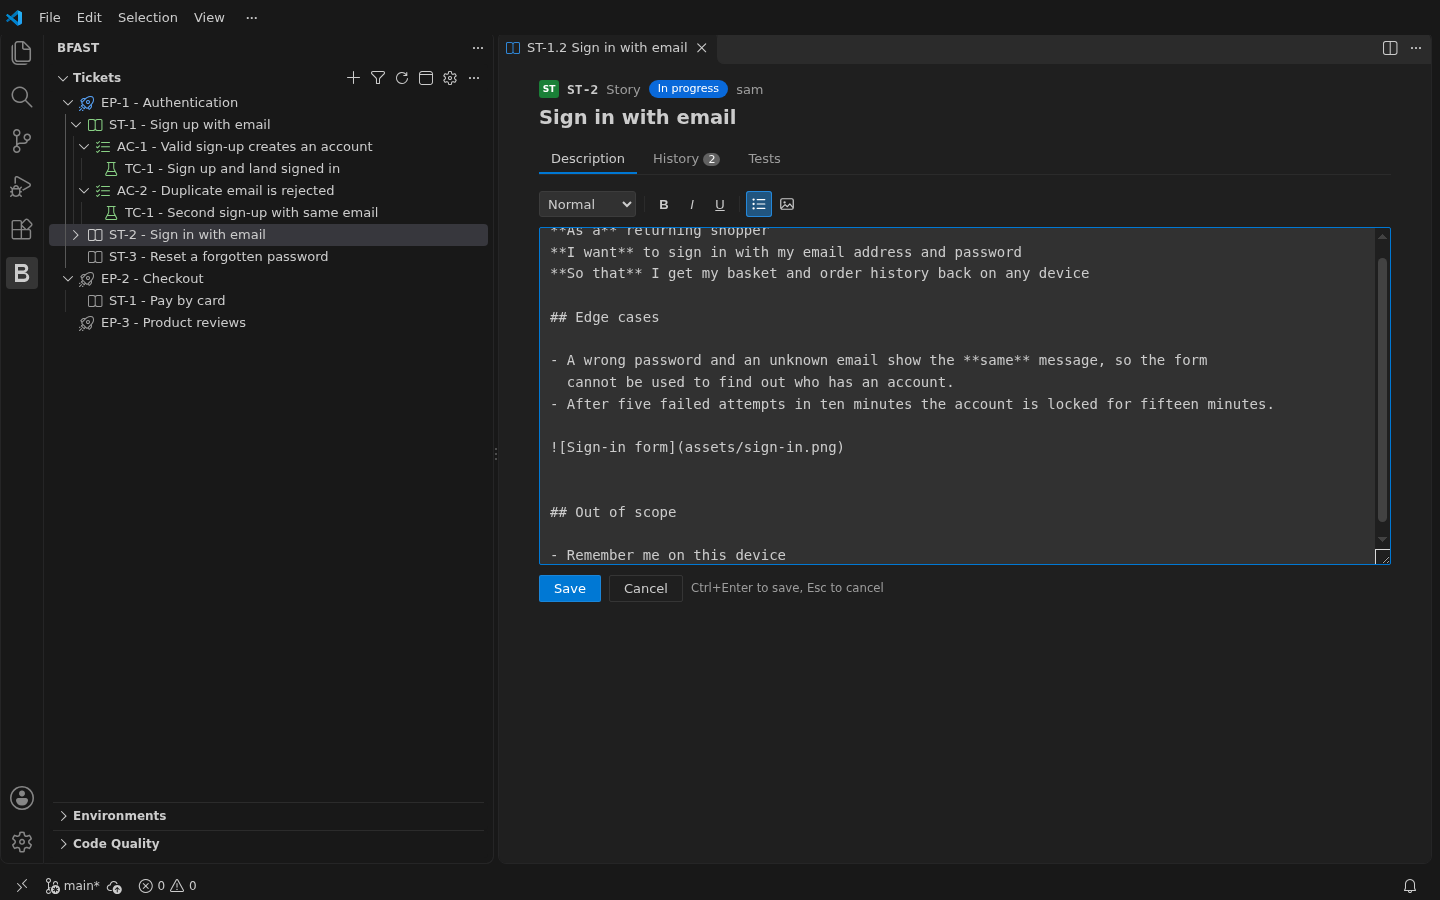 File Edit Selection View ···
BFAST
Tickets
EP-1 - Authentication
ST-1 - Sign up with email
AC-1 - Valid sign-up creates an account
TC-1 - Sign up and land signed in
AC-2 - Duplicate email is rejected
TC-1 - Second sign-up with same email
ST-2 - Sign in with email
ST-3 - Reset a forgotten password
EP-2 - Checkout
ST-1 - Pay by card
EP-3 - Product reviews
Environments
Code Quality
B
ST-1.2 Sign in with email
ST ST-2 Story In progress sam
Sign in with email
Description History 2 Tests
Normal B I U
**As a** returning shopper
**I want** to sign in with my email address and password
**So that** I get my basket and order history back on any device
## Edge cases
- A wrong password and an unknown email show the **same** message, so the form
cannot be used to find out who has an account.
- After five failed attempts in ten minutes the account is locked for fifteen minutes.
![Sign-in form](assets/sign-in.png)
## Out of scope
- Remember me on this device
Save Cancel Ctrl+Enter to save, Esc to cancel
main* 0 0